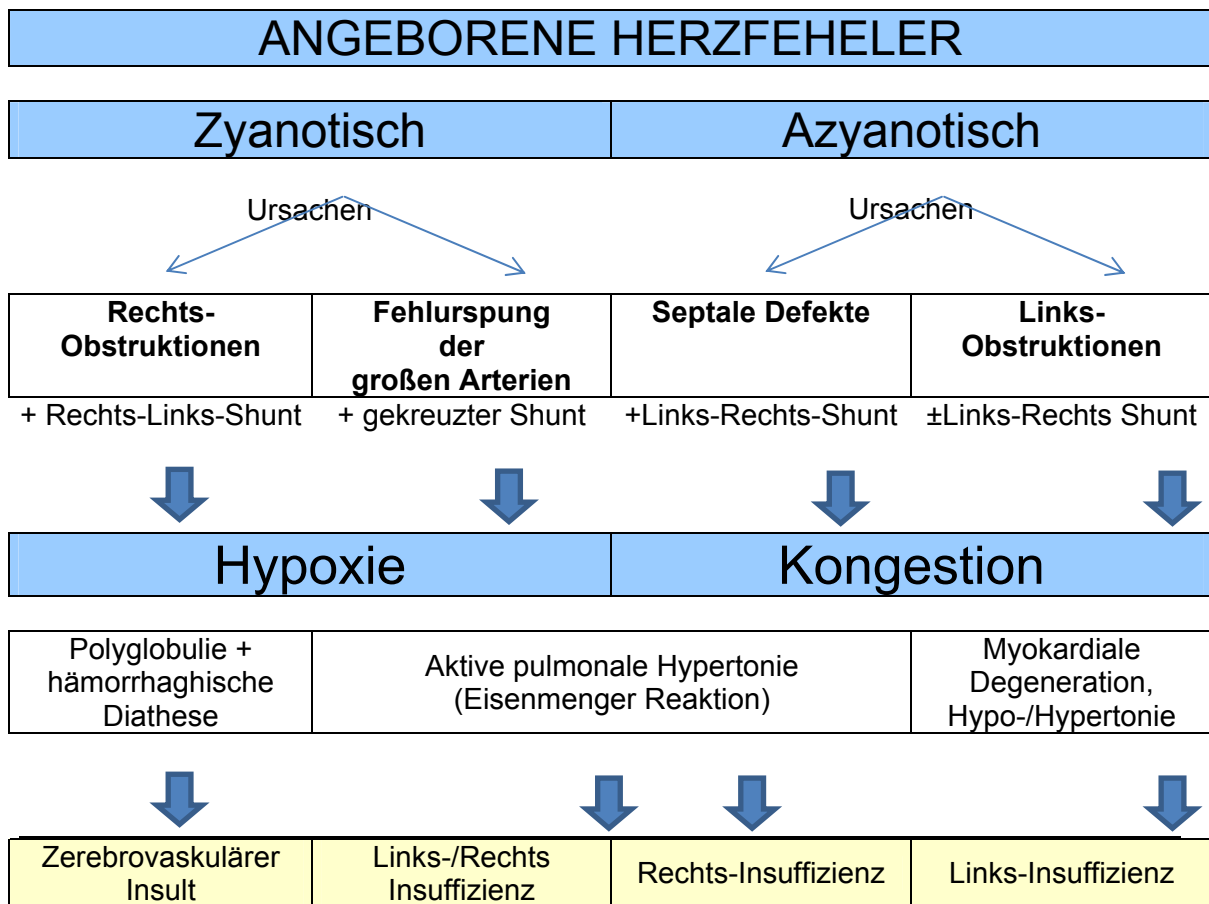 ANGEBORENE HERZFEHELER
Zyanotisch
Azyanotisch
Ursachen
Ursachen
Rechts-
Obstruktionen
Fehlurspung
der
großen Arterien
Septale Defekte
Links-
Obstruktionen
+ Rechts-Links-Shunt
+ gekreuzter Shunt
+Links-Rechts-Shunt
±Links-Rechts Shunt
Hypoxie
Kongestion
Polyglobulie +
hämorrhaghische
Diathese
Aktive pulmonale Hypertonie
(Eisenmenger Reaktion)
Myokardiale
Degeneration,
Hypo-/Hypertonie
Zerebrovaskulärer
Insult
Links-/Rechts
Insuffizienz
Rechts-Insuffizienz
Links-Insuffizienz